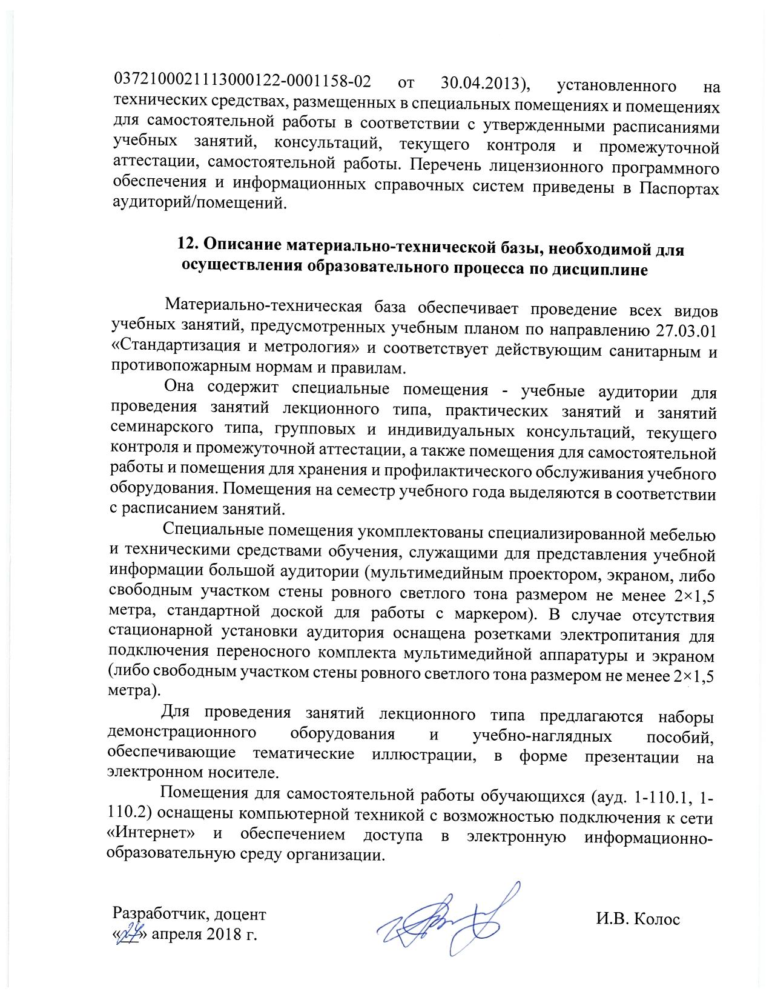 0372100021113000122-0001158-02 от 30.04.2013), установленного на
технических средствах, размещенных в специальных помещениях и помещениях
для самостоятельной работы в соответствии с утвержденными расписаниями
учебных занятий, консультаций, текущего контроля и промежуточной
аттестации, самостоятельной работы. Перечень лицензионного программного
обеспечения и информационных справочных систем приведены в Паспортах
аудиторий/помещений.
12. Описание материально-технической базы, необходимой для
осуществления образовательного процесса по дисциплине
Материально-техническая база обеспечивает проведение всех видов
учебных занятий, предусмотренных учебным планом по направлению 27.03.01
«Стандартизация и метрология» и соответствует действующим санитарным и
противопожарным нормам и правилам.
Она содержит специальные помещения - учебные аудитории для
проведения занятий лекционного типа, практических занятий и занятий
семинарского типа, групповых и индивидуальных консультаций, текущего
контроля и промежуточной аттестации, а также помещения для самостоятельной
работы и помещения для хранения и профилактического обслуживания учебного
оборудования. Помещения на семестр учебного года выделяются в соответствии
с расписанием занятий.
Специальные помещения укомплектованы специализированной мебелью
и техническими средствами обучения, служащими для представления учебной
информации большой аудитории (мультимедийным проектором, экраном, либо
свободным участком стены ровного светлого тона размером не менее 2×1,5
метра, стандартной доской для работы с маркером). В случае отсутствия
стационарной установки аудитория оснащена розетками электропитания для
подключения переносного комплекта мультимедийной аппаратуры и экраном
(либо свободным участком стены ровного светлого тона размером не менее 2×1,5
метра).
Для проведения занятий лекционного типа предлагаются наборы
демонстрационного оборудования и учебно-наглядных пособий,
обеспечивающие тематические иллюстрации, в форме презентации на
электронном носителе.
Помещения для самостоятельной работы обучающихся (ауд. 1-110.1, 1-
110.2) оснащены компьютерной техникой с возможностью подключения к сети
«Интернет» и обеспечением доступа в электронную информационно-
образовательную среду организации.
Разработчик, доцент И.В. Колос
«24» апреля 2018 г.